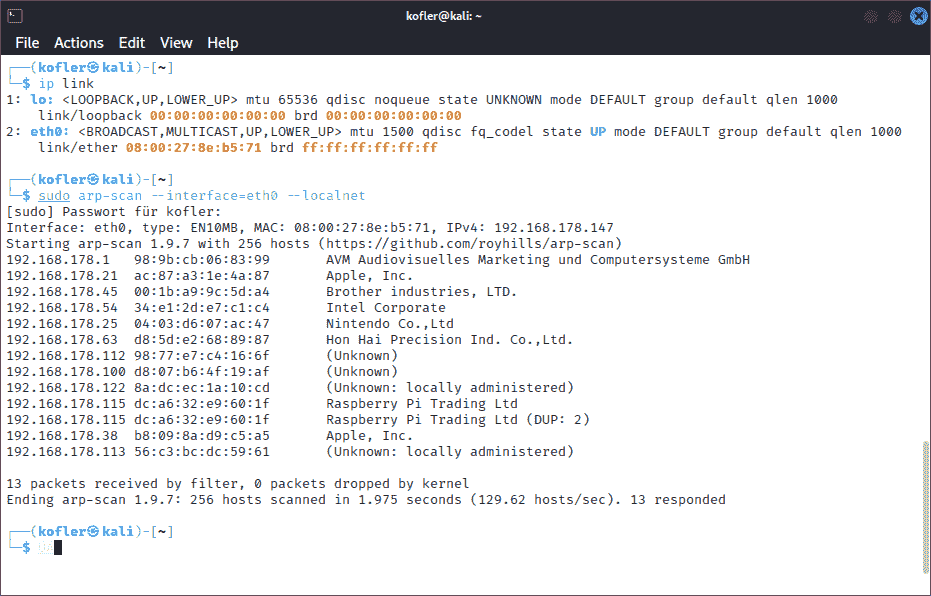 kofler@kali: ~
File Actions Edit View Help
┌──(kofler㉿kali)-[~]
└─$ ip link
1: lo: <LOOPBACK,UP,LOWER_UP> mtu 65536 qdisc noqueue state UNKNOWN mode DEFAULT group default qlen 1000
    link/loopback 00:00:00:00:00:00 brd 00:00:00:00:00:00
2: eth0: <BROADCAST,MULTICAST,UP,LOWER_UP> mtu 1500 qdisc fq_codel state UP mode DEFAULT group default qlen 1000
    link/ether 08:00:27:8e:b5:71 brd ff:ff:ff:ff:ff:ff
┌──(kofler㉿kali)-[~]
└─$ sudo arp-scan --interface=eth0 --localnet
[sudo] Passwort für kofler:
Interface: eth0, type: EN10MB, MAC: 08:00:27:8e:b5:71, IPv4: 192.168.178.147
Starting arp-scan 1.9.7 with 256 hosts (https://github.com/royhills/arp-scan)
192.168.178.1   98:9b:cb:06:83:99       AVM Audiovisuelles Marketing und Computersysteme GmbH
192.168.178.21  ac:87:a3:1e:4a:87       Apple, Inc.
192.168.178.45  00:1b:a9:9c:5d:a4       Brother industries, LTD.
192.168.178.54  34:e1:2d:e7:c1:c4       Intel Corporate
192.168.178.25  04:03:d6:07:ac:47       Nintendo Co.,Ltd
192.168.178.63  d8:5d:e2:68:89:87       Hon Hai Precision Ind. Co.,Ltd.
192.168.178.112 98:77:e7:c4:16:6f       (Unknown)
192.168.178.100 d8:07:b6:4f:19:af       (Unknown)
192.168.178.122 8a:dc:ec:1a:10:cd       (Unknown: locally administered)
192.168.178.115 dc:a6:32:e9:60:1f       Raspberry Pi Trading Ltd
192.168.178.115 dc:a6:32:e9:60:1f       Raspberry Pi Trading Ltd (DUP: 2)
192.168.178.38  b8:09:8a:d9:c5:a5       Apple, Inc.
192.168.178.113 56:c3:bc:dc:59:61       (Unknown: locally administered)
13 packets received by filter, 0 packets dropped by kernel
Ending arp-scan 1.9.7: 256 hosts scanned in 1.975 seconds (129.62 hosts/sec). 13 responded
┌──(kofler㉿kali)-[~]
└─$